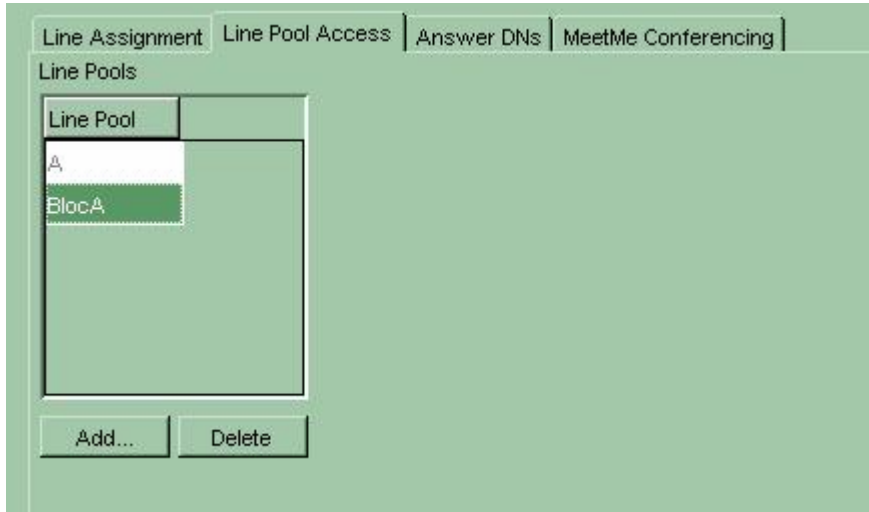 Line Assignment Line Pool Access Answer DNs MeetMe Conferencing
Line Pools
Line Pool
A
BlocA
Add... Delete